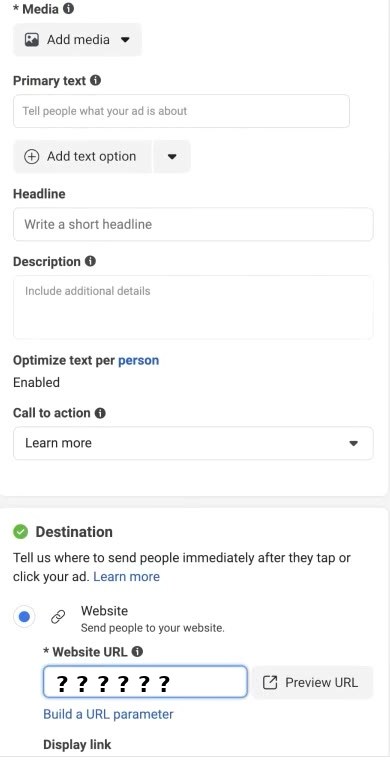 * Media
Add media
Primary text
Tell people what your ad is about
Add text option
Headline
Write a short headline
Description
Include additional details
Optimize text per person
Enabled
Call to action
Learn more
Destination
Tell us where to send people immediately after they tap or
click your ad. Learn more
Website
Send people to your website.
* Website URL
? ? ? ? ? ?
Preview URL
Build a URL parameter
Display link